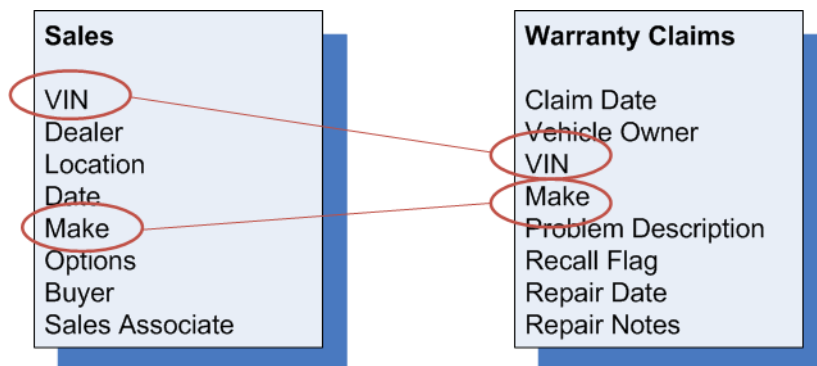 Sales
VIN
Dealer
Location
Date
Make
Options
Buyer
Sales Associate
Warranty Claims
Claim Date
Vehicle Owner
VIN
Make
Problem Description
Recall Flag
Repair Date
Repair Notes